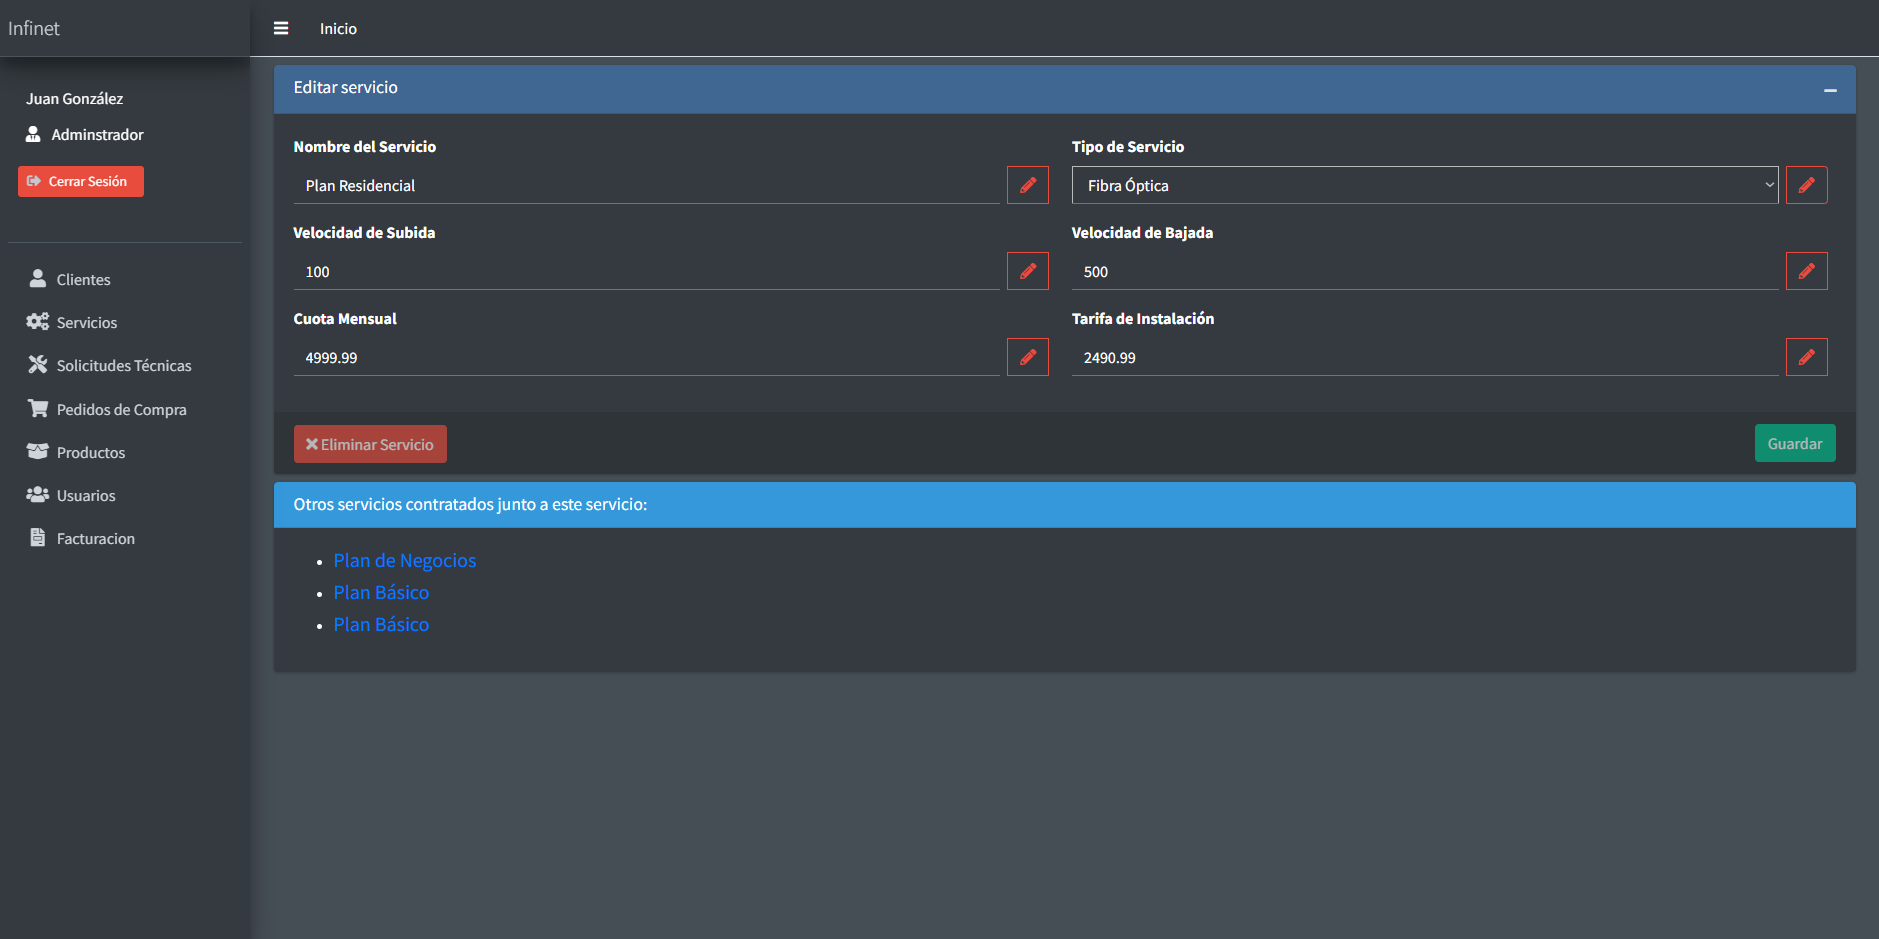 Infinet
Inicio
Juan González
Adminstrador
Cerrar Sesión
Clientes
Servicios
Solicitudes Técnicas
Pedidos de Compra
Productos
Usuarios
Facturacion
Editar servicio
Nombre del Servicio
Plan Residencial
Tipo de Servicio
Fibra Óptica
Velocidad de Subida
100
Velocidad de Bajada
500
Cuota Mensual
4999.99
Tarifa de Instalación
2490.99
Eliminar Servicio
Guardar
Otros servicios contratados junto a este servicio:
Plan de Negocios
Plan Básico
Plan Básico